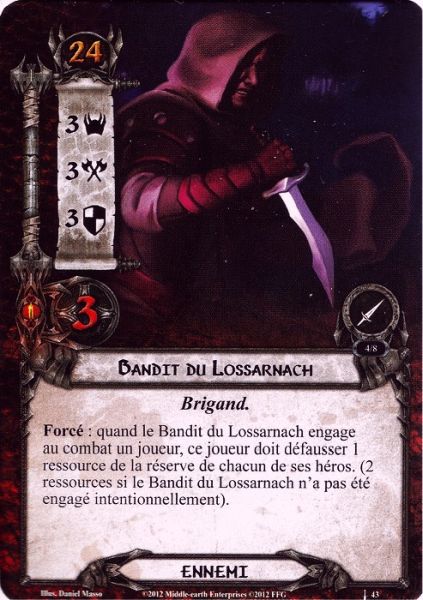 24
3
3
3
3
4/8
Bandit du Lossarnach
Brigand.
Forcé : quand le Bandit du Lossarnach engage
au combat un joueur, ce joueur doit défausser 1
ressource de la réserve de chacun de ses héros. (2
ressources si le Bandit du Lossarnach n'a pas été
engagé intentionnellement).
ENNEMI
Illus. Daniel Masso
©2012 Middle-earth Enterprises ©2012 FFG
43